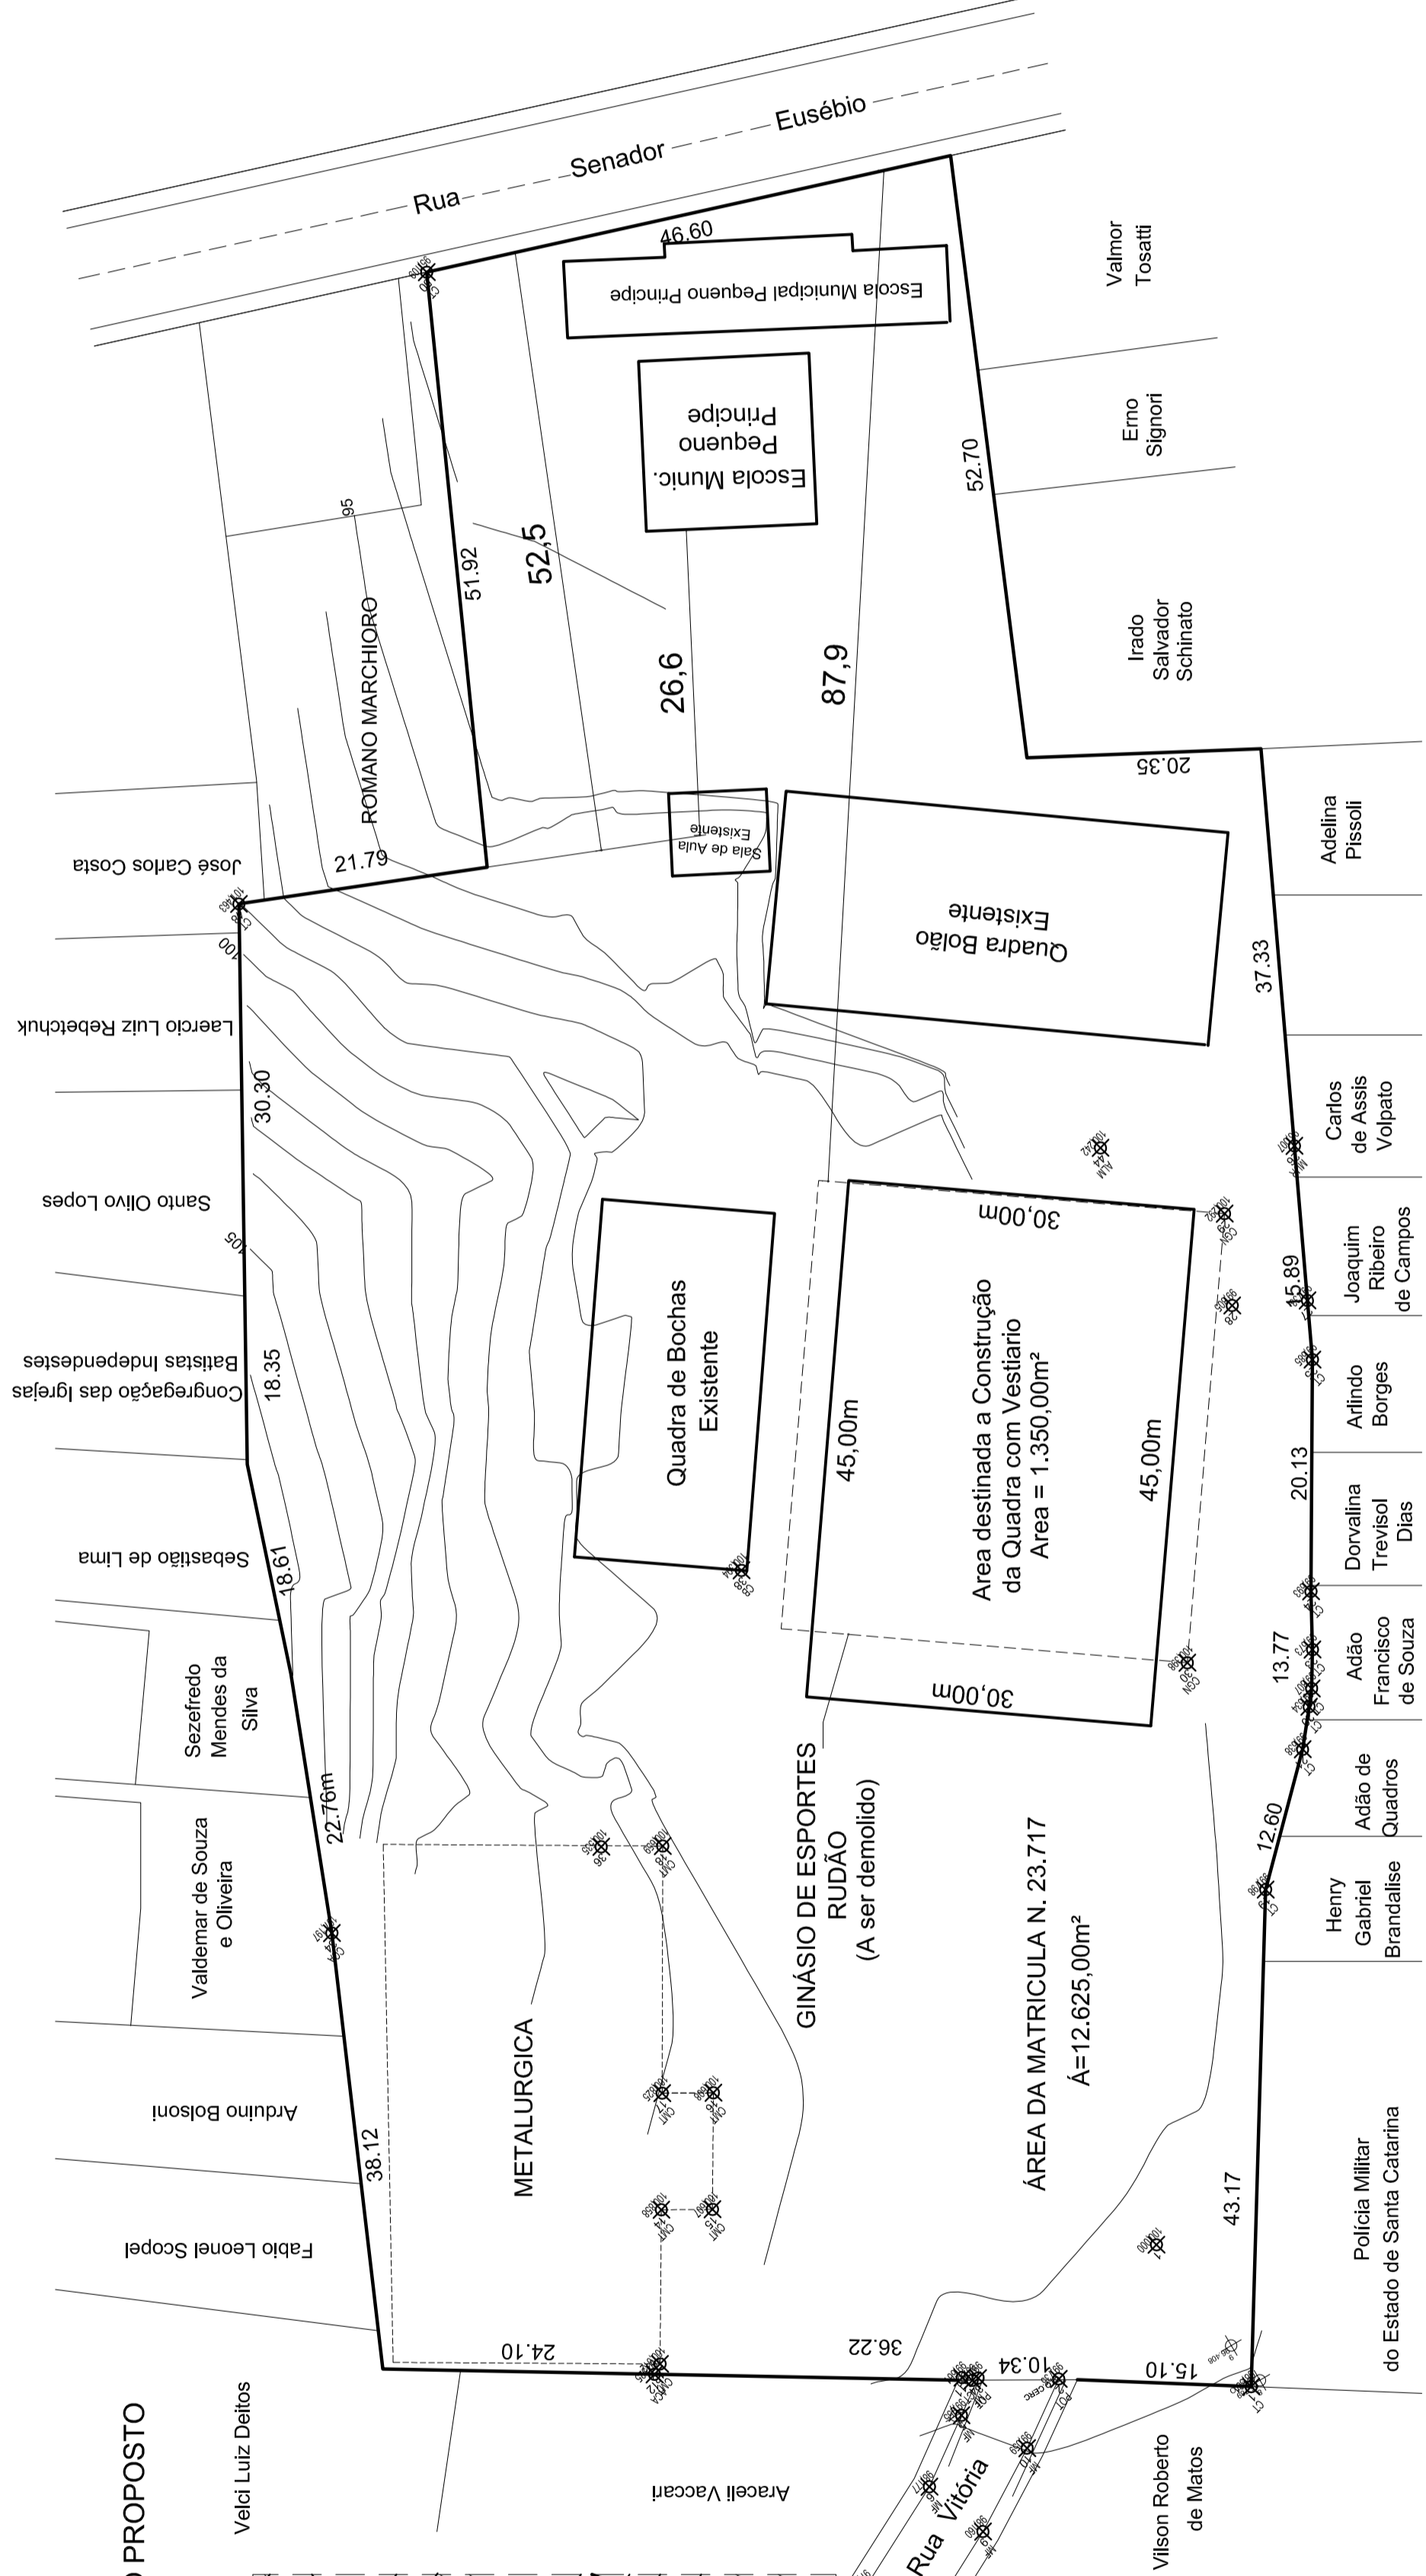 Rua Senador Eusébio
46.60
Escola Municipal Pequeno Principe
Escola Munic.
Pequeno
Principe
Valmor
Tosatti
Erno
Signori
52.70
52,5
51.92
95
ROMANO MARCHIORO
26,6
87,9
Irado
Salvador
Schinato
20.35
Sala de Aula
Existente
Adelina
Pissoli
José Carlos Costa
21.79
100
Quadra Bolão
Existente
37.33
Laercio Luiz Rebetchuk
30.30
Carlos
de Assis
Volpato
Santo Olivo Lopes
105
30,00m
Joaquim
Ribeiro
de Campos
15.89
Congregação das Igrejas
Batistas Independestes
18.35
Quadra de Bochas
Existente
45,00m
Area destinada a Construção
da Quadra com Vestiario
Area = 1.350,00m²
45,00m
Arlindo
Borges
20.13
Dorvalina
Trevisol
Dias
Sebastião de Lima
18.61
13.77
Adão
Francisco
de Souza
Sezefredo
Mendes da
Silva
30,00m
22.76m
GINÁSIO DE ESPORTES
RUDÃO
(A ser demolido)
12.60
Adão de
Quadros
Valdemar de Souza
e Oliveira
Henry
Gabriel
Brandalise
METALURGICA
ÁREA DA MATRICULA N. 23.717
Á=12.625,00m²
Arduino Bolsoni
38.12
43.17
Polícia Militar
do Estado de Santa Catarina
Fabio Leonel Scopel
24.10
36.22
10.34
15.10
PROPOSTO
Velci Luiz Deitos
Araceli Vaccari
Rua Vitória
Vilson Roberto
de Matos